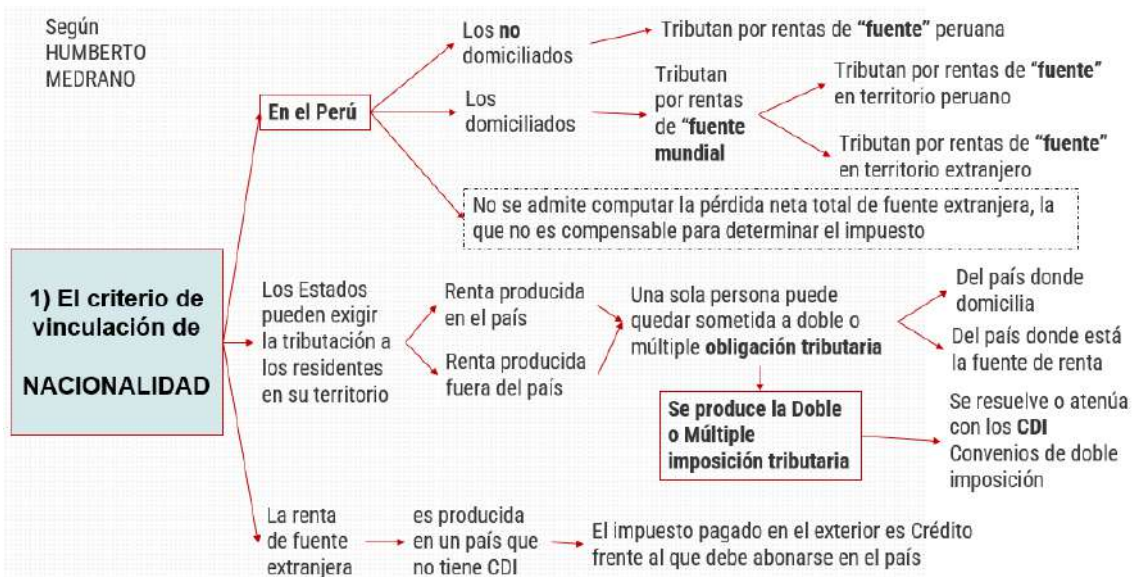 Según
HUMBERTO
MEDRANO
1) El criterio de
vinculación de
NACIONALIDAD
En el Perú
Los no
domiciliados
Tributan por rentas de “fuente” peruana
Los
domiciliados
Tributan
por rentas
de “fuente
mundial
Tributan por rentas de “fuente”
en territorio peruano
Tributan por rentas de “fuente”
en territorio extranjero
No se admite computar la pérdida neta total de fuente extranjera, la
que no es compensable para determinar el impuesto
Los Estados
pueden exigir
la tributación a
los residentes
en su territorio
Renta producida
en el país
Renta producida
fuera del país
Una sola persona puede
quedar sometida a doble o
múltiple obligación tributaria
Del país donde
domicilia
Del país donde está
la fuente de renta
Se produce la Doble
o Múltiple
imposición tributaria
Se resuelve o atenúa
con los CDI
Convenios de doble
imposición
La renta
de fuente
extranjera
es producida
en un país que
no tiene CDI
El impuesto pagado en el exterior es Crédito
frente al que debe abonarse en el país